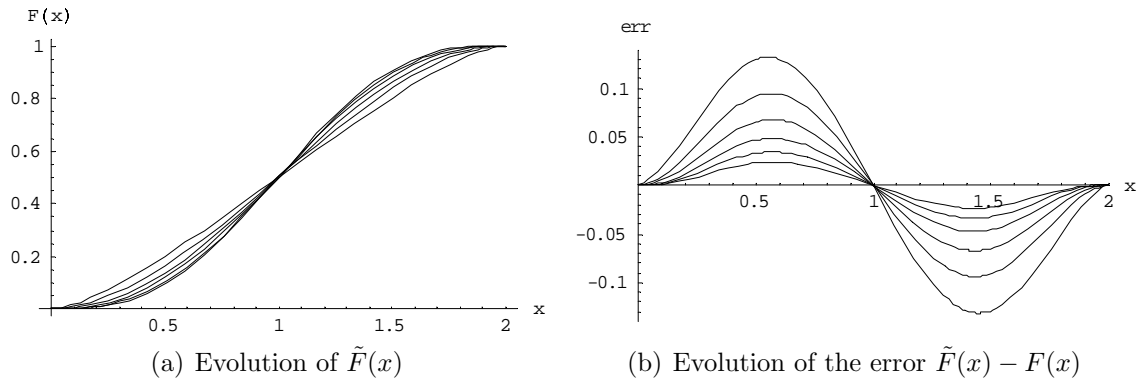 F(x)
1
0.8
0.6
0.4
0.2
0.5 1 1.5 2 x
err
0.1
0.05
-0.05
-0.1
0.5 1 1.5 2 x
(a) Evolution of F̃(x)
(b) Evolution of the error F̃(x) − F(x)